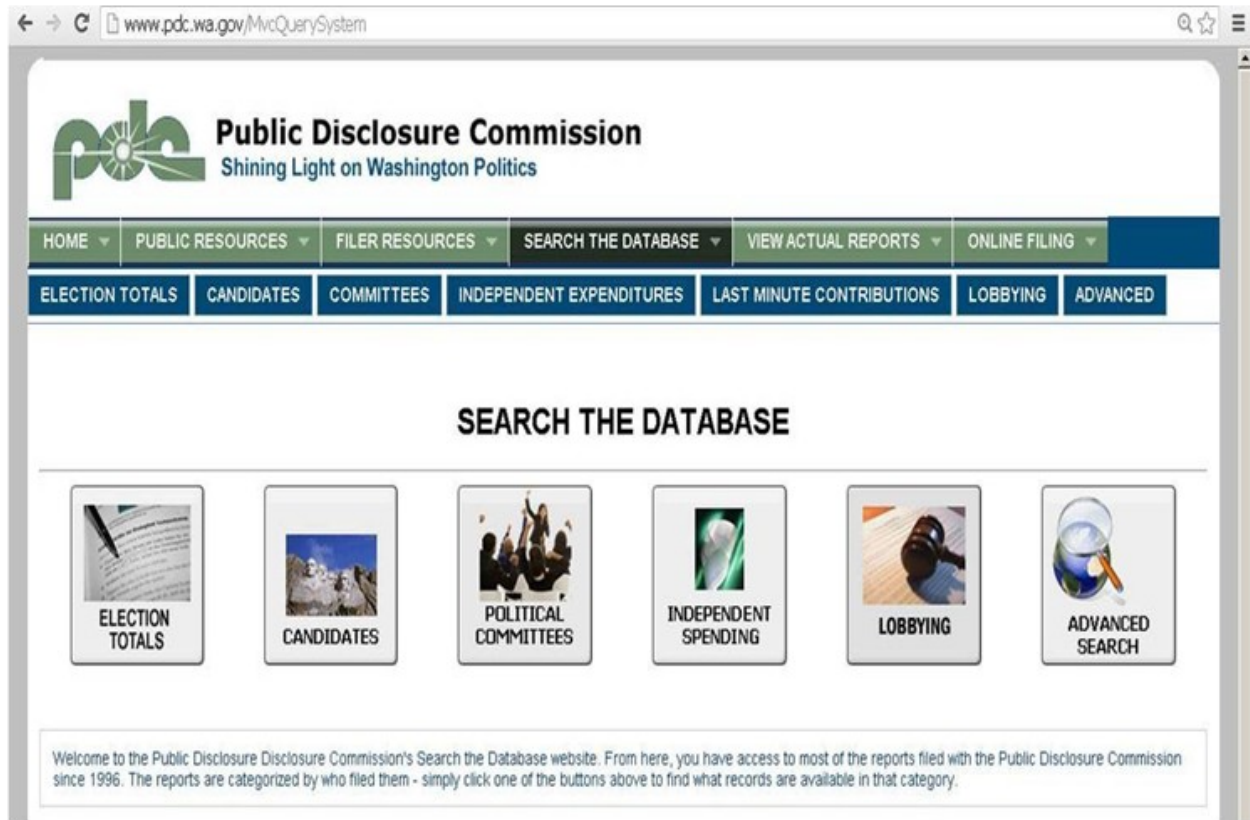 www.pdc.wa.gov/MvcQuerySystem
pdc
Public Disclosure Commission
Shining Light on Washington Politics
HOME PUBLIC RESOURCES FILER RESOURCES SEARCH THE DATABASE VIEW ACTUAL REPORTS ONLINE FILING
ELECTION TOTALS CANDIDATES COMMITTEES INDEPENDENT EXPENDITURES LAST MINUTE CONTRIBUTIONS LOBBYING ADVANCED
SEARCH THE DATABASE
ELECTION
TOTALS
CANDIDATES
POLITICAL
COMMITTEES
INDEPENDENT
SPENDING
LOBBYING
ADVANCED
SEARCH
Welcome to the Public Disclosure Disclosure Commission's Search the Database website. From here, you have access to most of the reports filed with the Public Disclosure Commission
since 1996. The reports are categorized by who filed them - simply click one of the buttons above to find what records are available in that category.